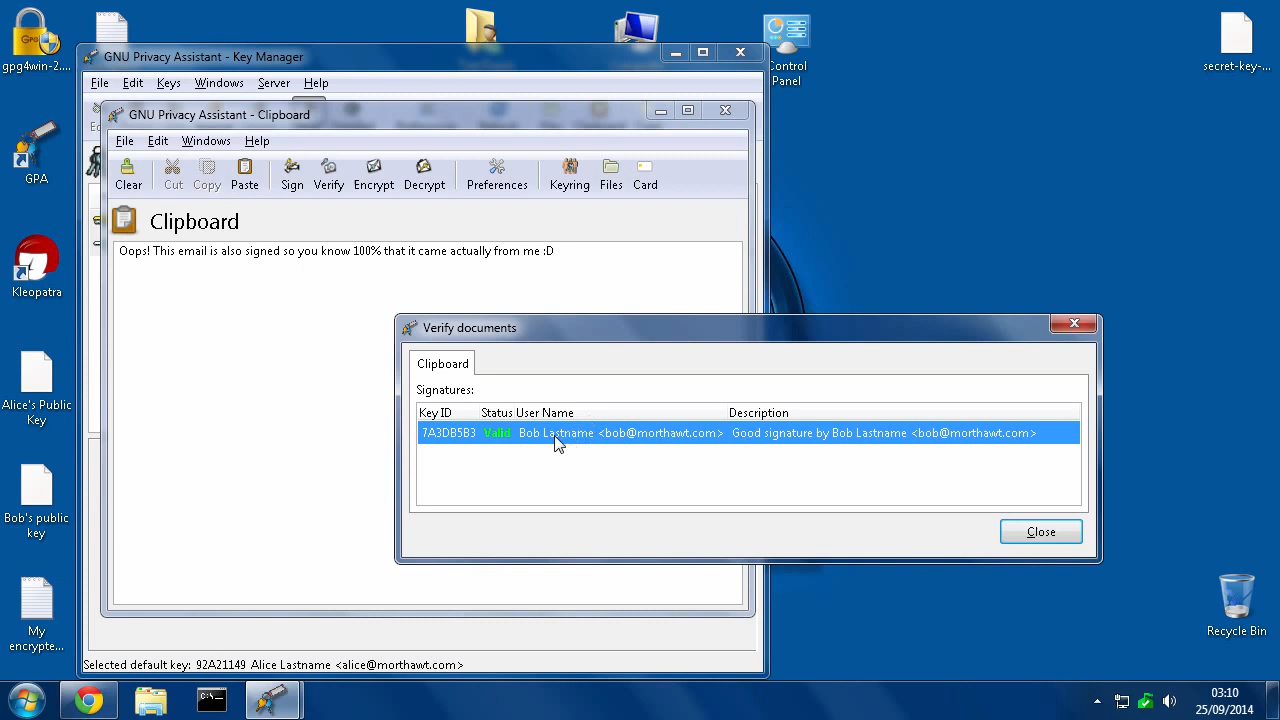 gpg4win-2....
Control
Panel
secret-key-...
GNU Privacy Assistant - Key Manager
File Edit Keys Windows Server Help
GNU Privacy Assistant - Clipboard
File Edit Windows Help
Clear Cut Copy Paste Sign Verify Encrypt Decrypt Preferences Keyring Files Card
Clipboard
Oops! This email is also signed so you know 100% that it came actually from me :D
GPA
Kleopatra
Alice's Public
Key
Bob's public
key
My
encrypte...
Verify documents
Clipboard
Signatures:
Key ID Status User Name Description
7A3DB5B3 Valid Bob Lastname <bob@morthawt.com> Good signature by Bob Lastname <bob@morthawt.com>
Close
Recycle Bin
Selected default key: 92A21149 Alice Lastname <alice@morthawt.com>
03:10
25/09/2014